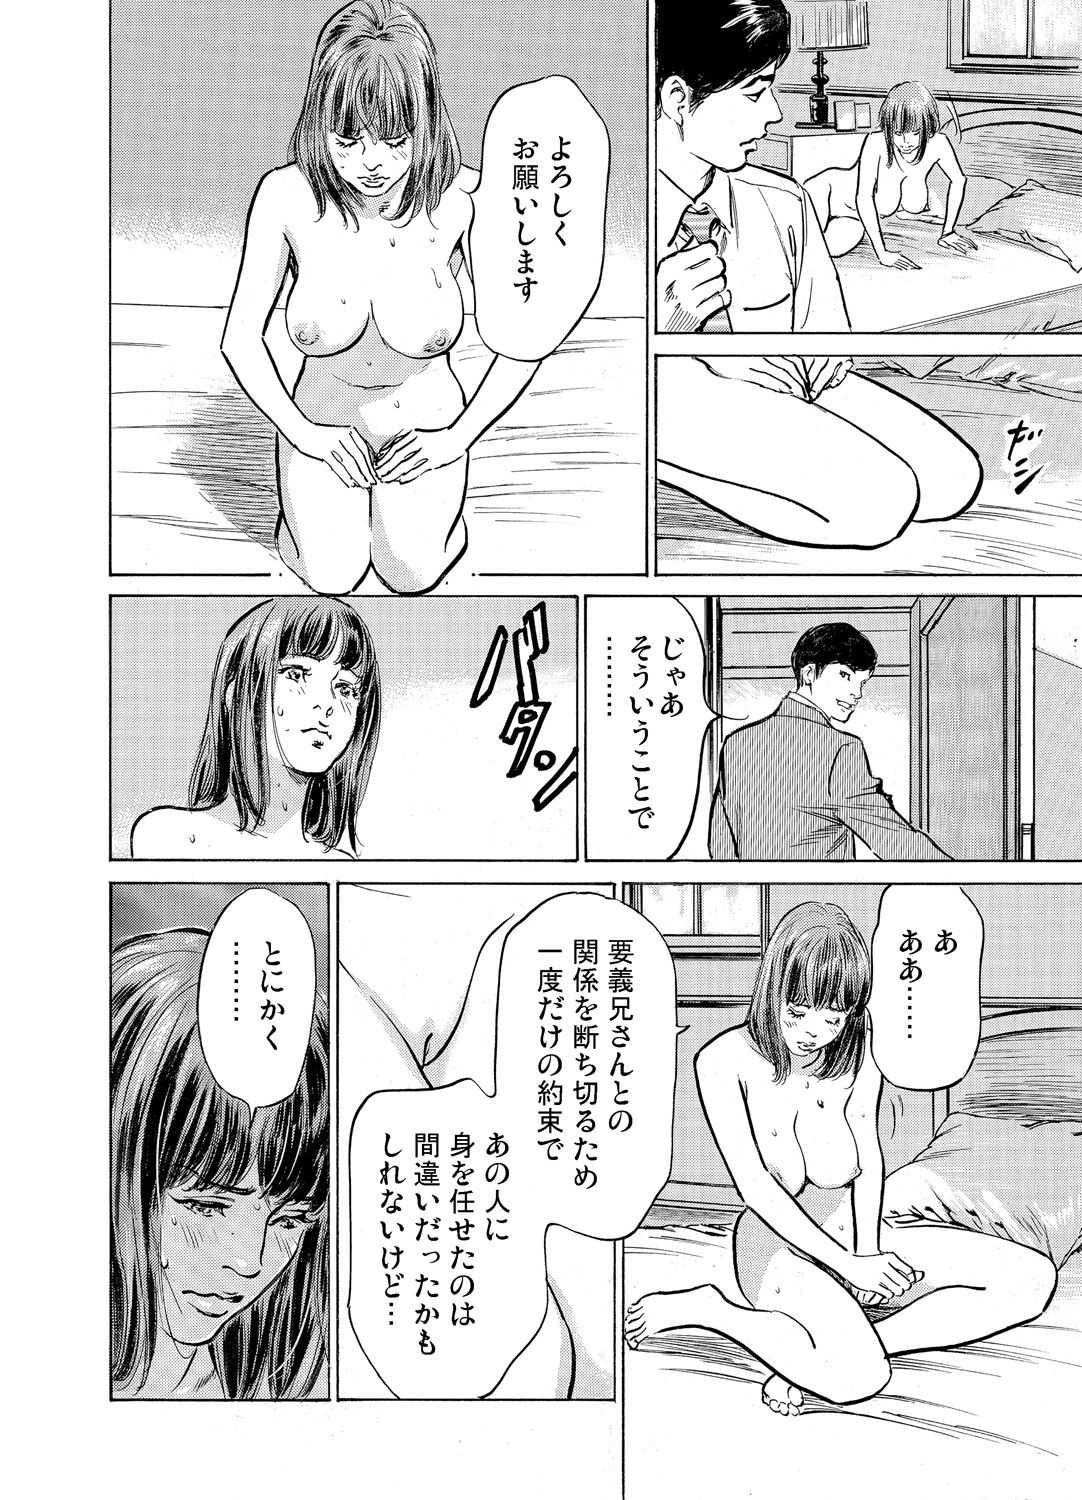 ガシ
よろしく
お願いします
じゃあ
そういうことで
………
バタン
あ
ああ……
要義兄さんとの
関係を断ち切るため
一度だけの約束で
あの人に
身を任せたのは
間違いだったかも
しれないけど…
とにかく
………